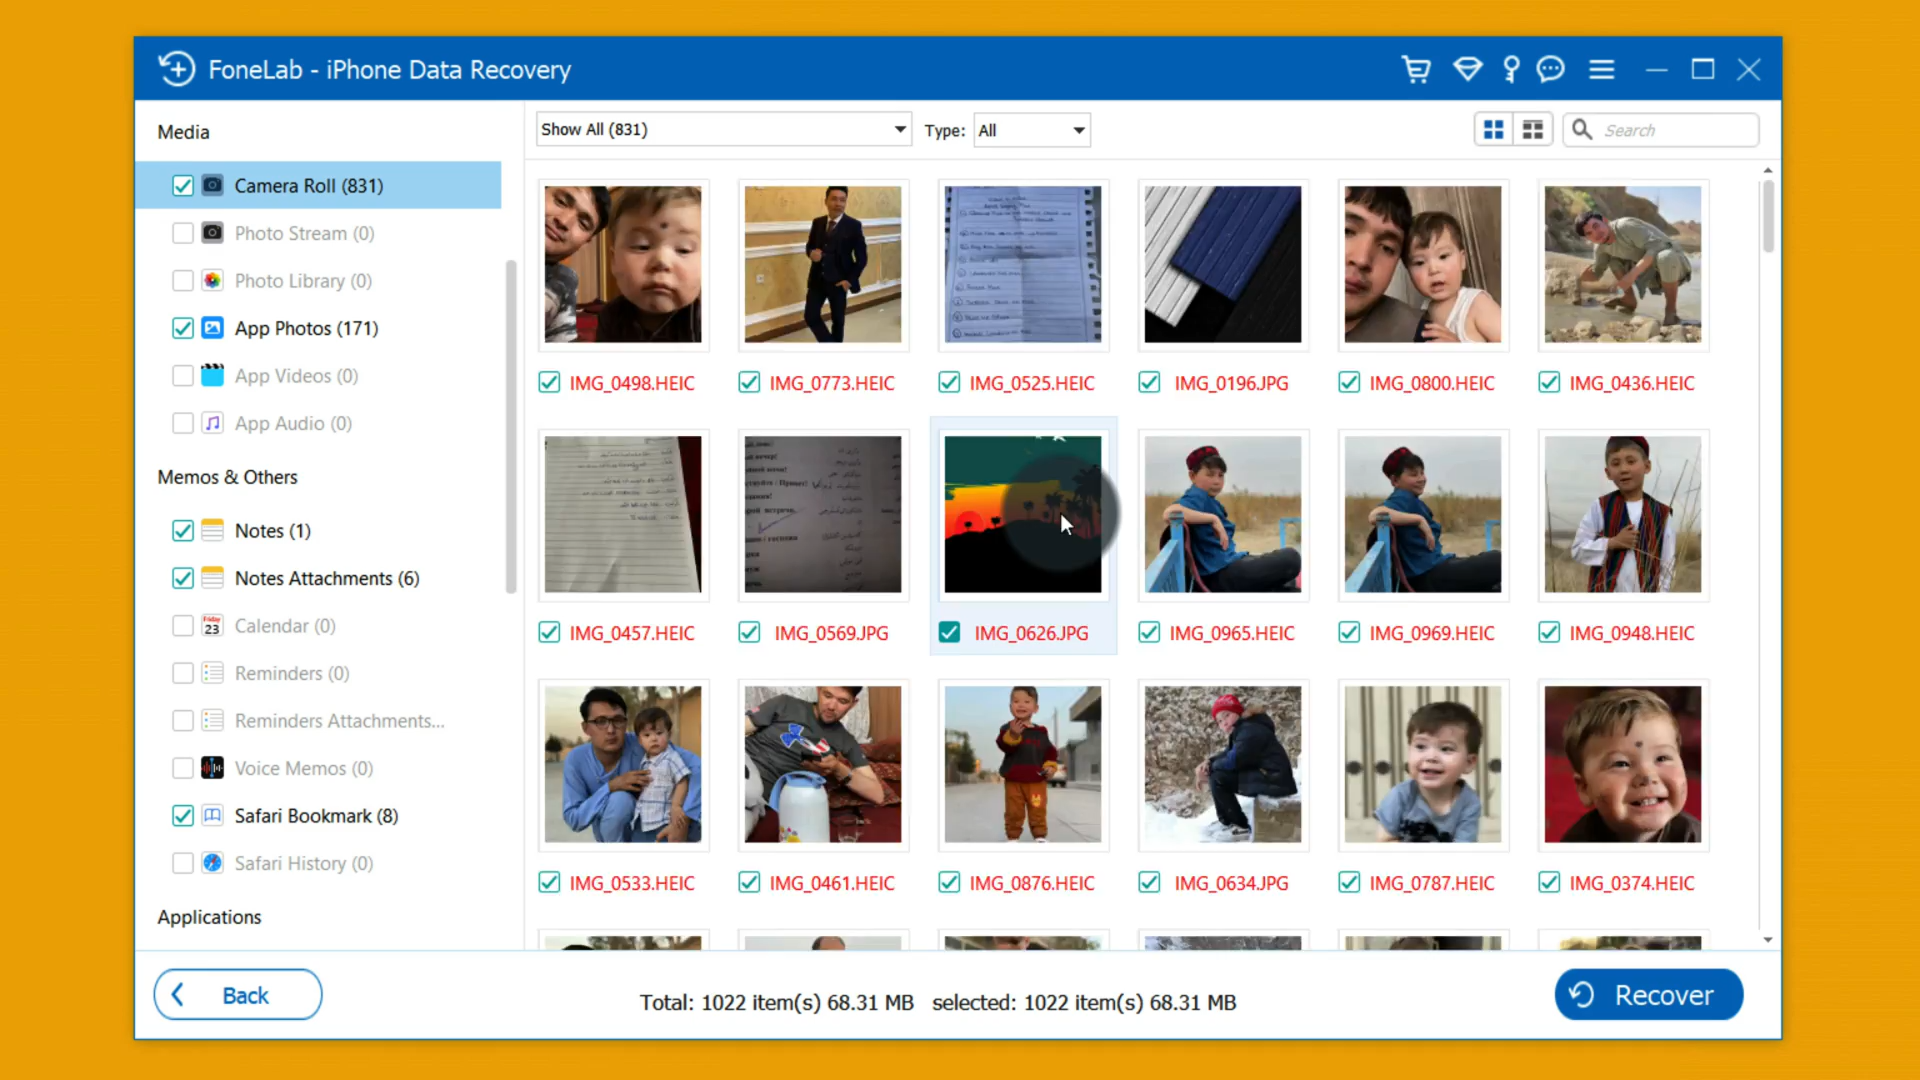 FoneLab - iPhone Data Recovery
Media
Camera Roll (831)
Photo Stream (0)
Photo Library (0)
App Photos (171)
App Videos (0)
App Audio (0)
Memos & Others
Notes (1)
Notes Attachments (6)
Friday
23
Calendar (0)
Reminders (0)
Reminders Attachments...
Voice Memos (0)
Safari Bookmark (8)
Safari History (0)
Applications
Show All (831)
Type: All
Search
IMG_0498.HEIC
IMG_0773.HEIC
IMG_0525.HEIC
IMG_0196.JPG
IMG_0800.HEIC
IMG_0436.HEIC
IMG_0457.HEIC
IMG_0569.JPG
IMG_0626.JPG
IMG_0965.HEIC
IMG_0969.HEIC
IMG_0948.HEIC
IMG_0533.HEIC
IMG_0461.HEIC
IMG_0876.HEIC
IMG_0634.JPG
IMG_0787.HEIC
IMG_0374.HEIC
Back
Total: 1022 item(s) 68.31 MB selected: 1022 item(s) 68.31 MB
Recover